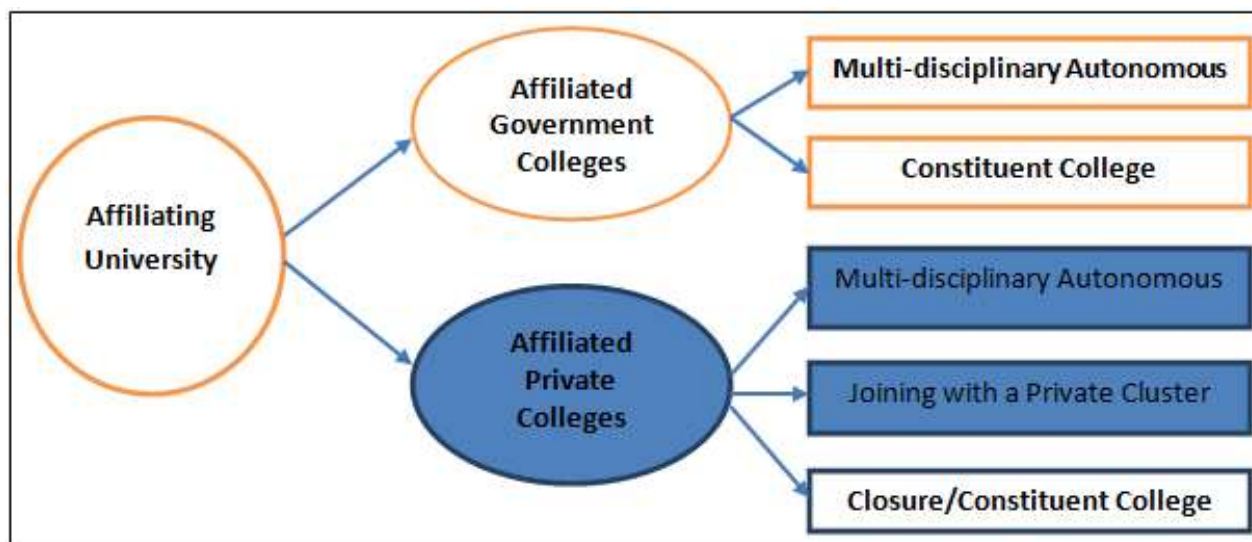 Affiliating
University
Affiliated
Government
Colleges
Multi-disciplinary Autonomous
Constituent College
Affiliated
Private
Colleges
Multi-disciplinary Autonomous
Joining with a Private Cluster
Closure/Constituent College